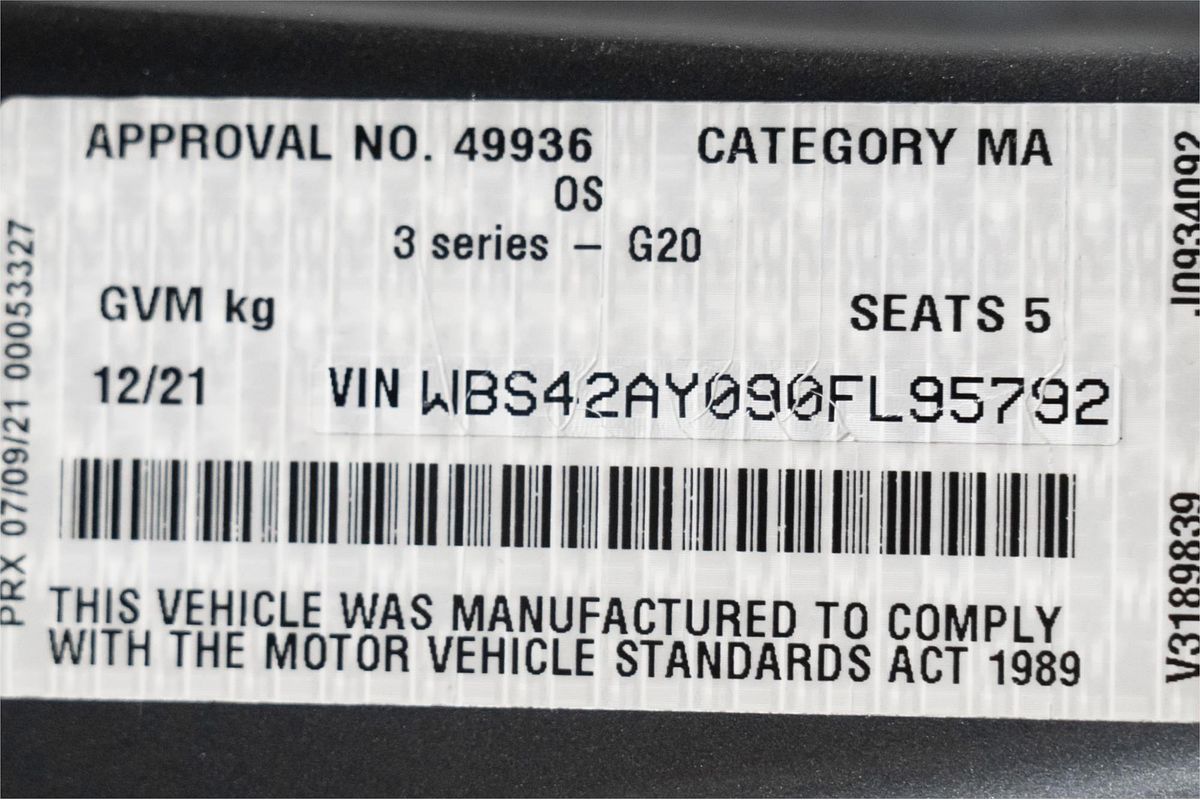 APPROVAL NO. 49936 CATEGORY MA
OS
3 series – G20
GVM kg SEATS 5
12/21 VIN WBS42AY090FL95792
THIS VEHICLE WAS MANUFACTURED TO COMPLY
WITH THE MOTOR VEHICLE STANDARDS ACT 1989
PRX 07/09/21 00053327
V3189839 J0934092